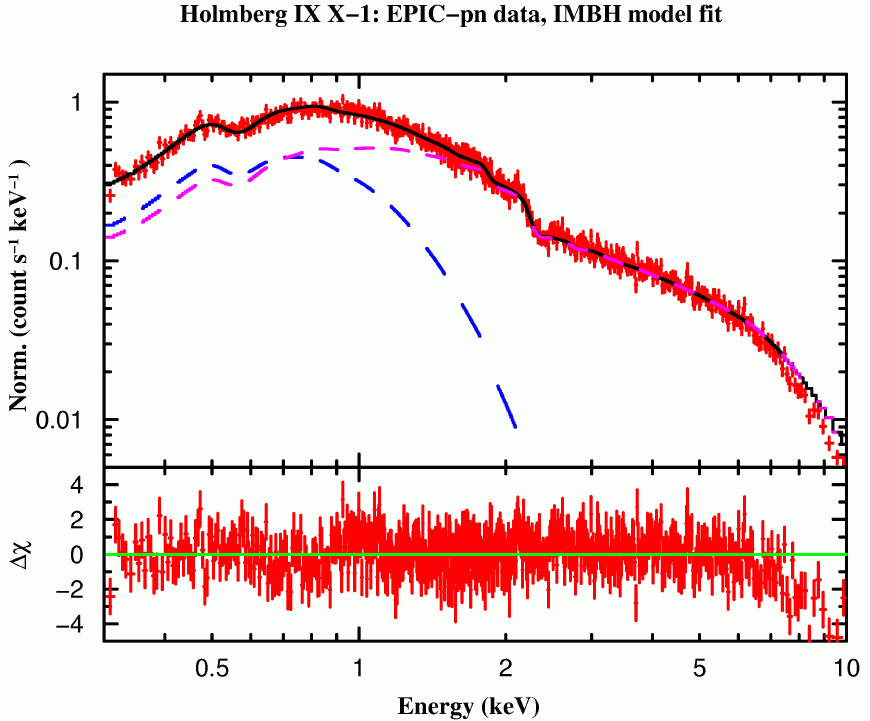 Holmberg IX X−1: EPIC−pn data, IMBH model fit
Norm. (count s⁻¹ keV⁻¹ )
1
0.1
0.01
Δχ
4
2
0
−2
−4
0.5 1 2 5 10
Energy (keV)